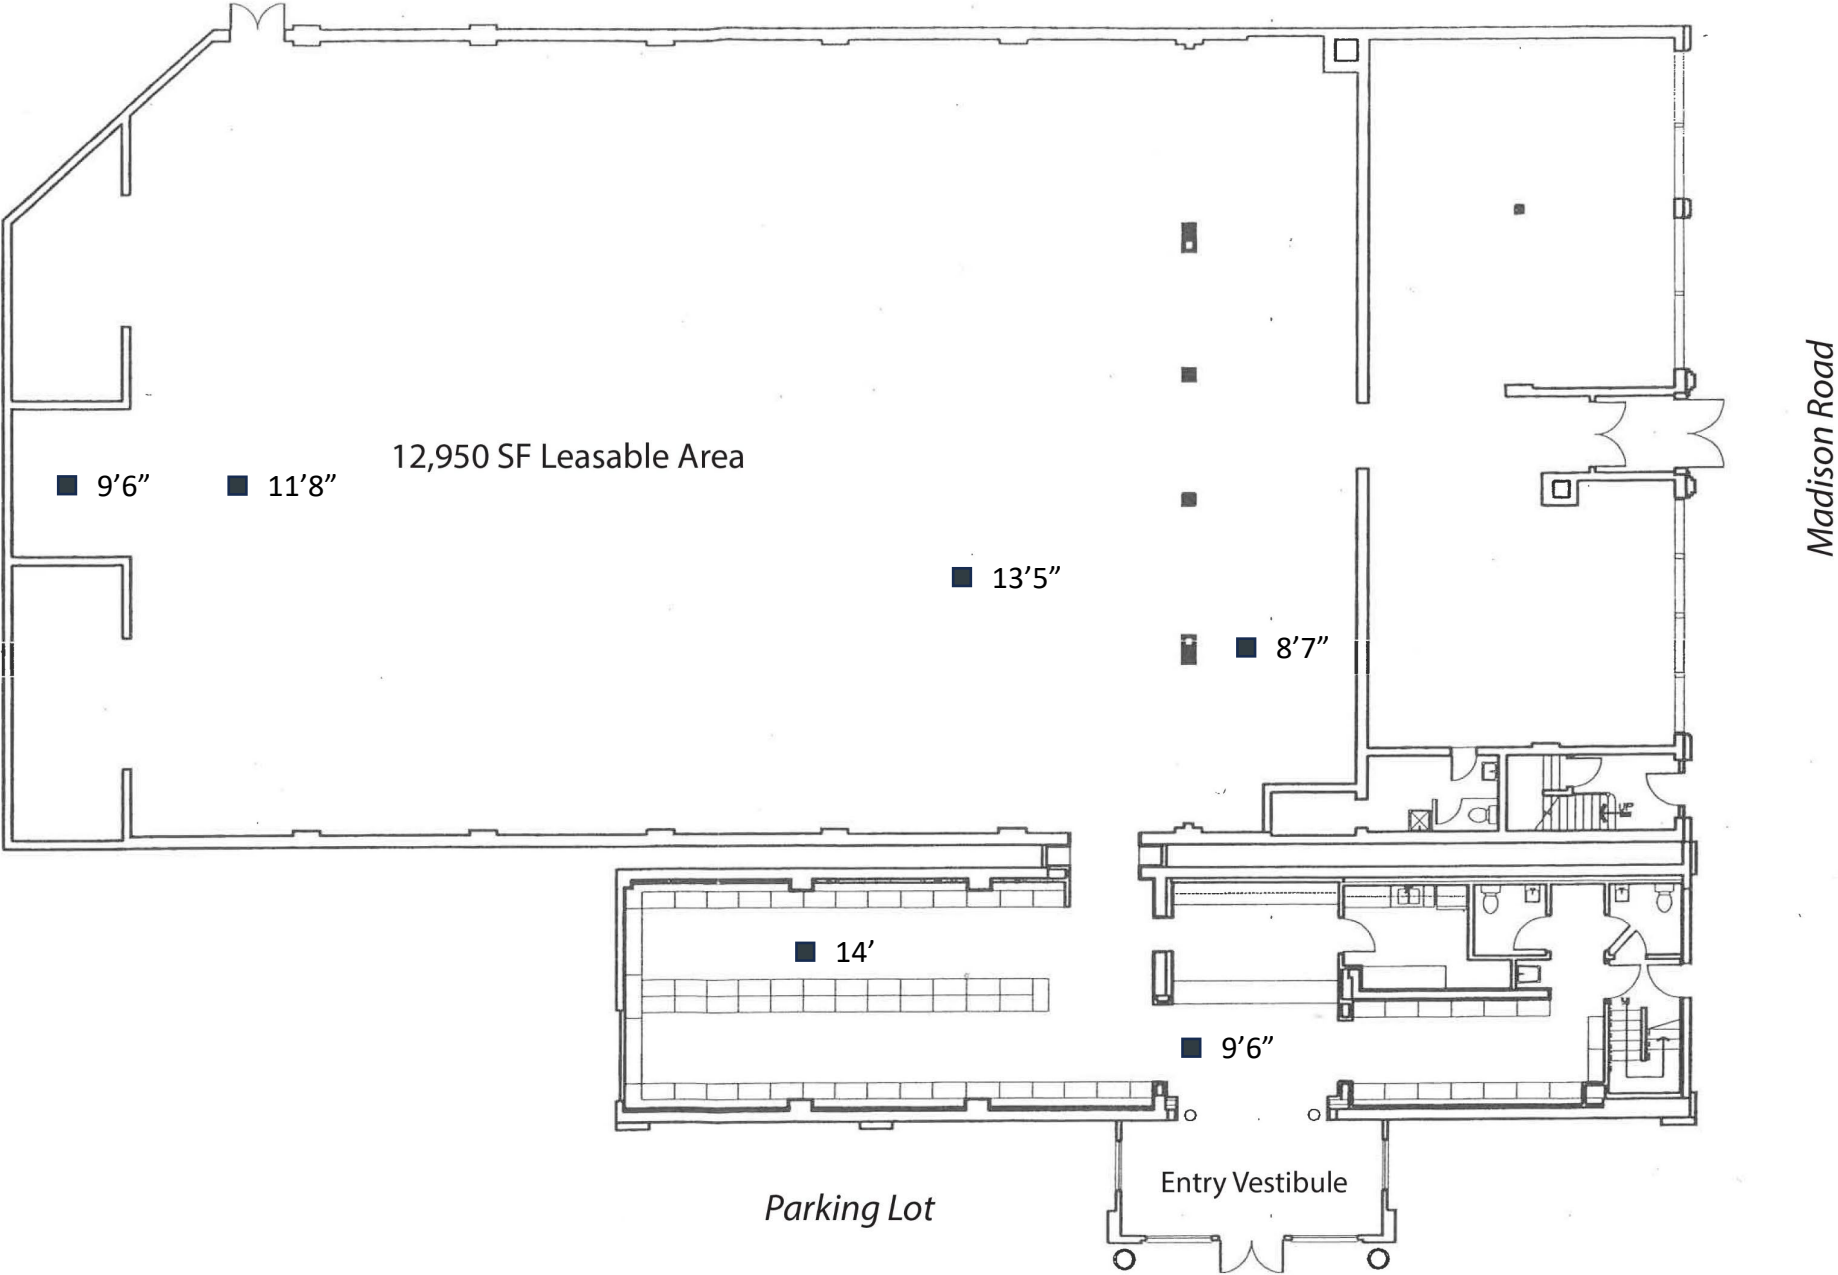 Madison Road
12,950 SF Leasable Area
9’6”
11’8”
13’5”
8’7”
UP
14’
9’6”
Entry Vestibule
Parking Lot